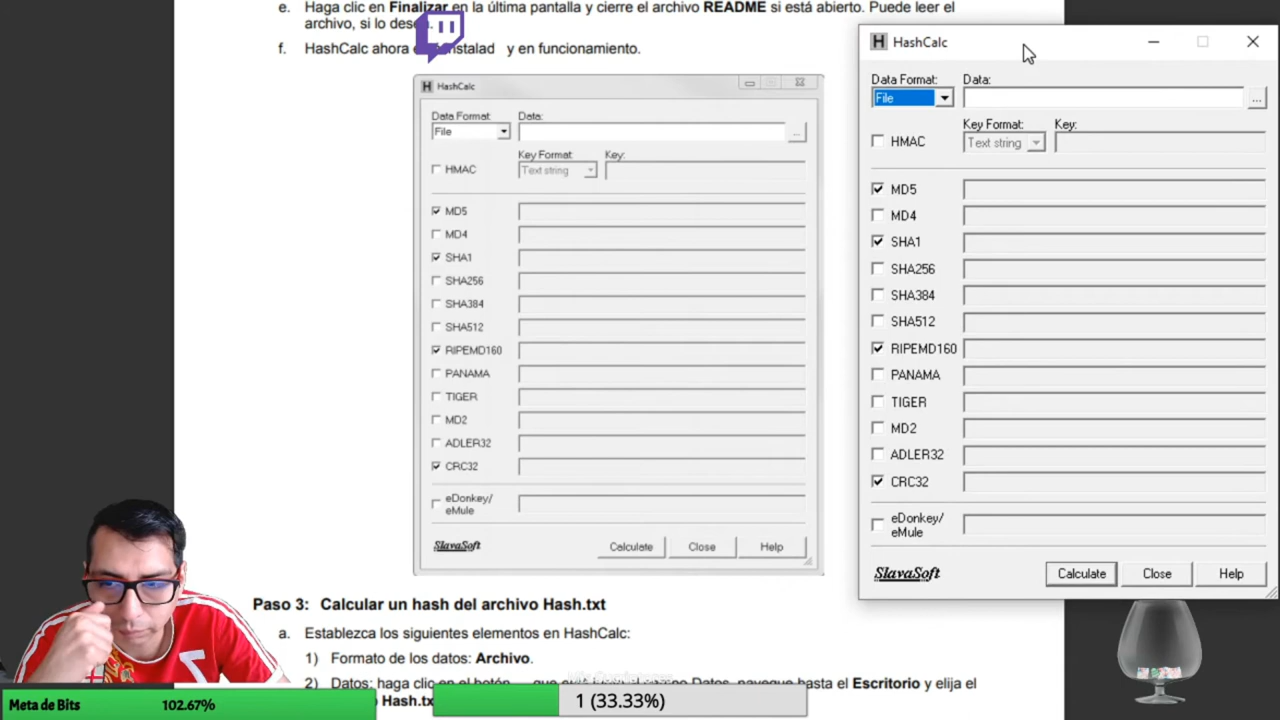 e. Haga clic en Finalizar en la última pantalla y cierre el archivo README si está abierto. Puede leer el
archivo, si lo
f. HashCalc ahora y en funcionamiento.
HashCalc
Data Format: Data:
File ...
HMAC Key Format: Key:
Text string
MD5
MD4
SHA1
SHA256
SHA384
SHA512
RIPEMD160
PANAMA
TIGER
MD2
ADLER32
CRC32
eDonkey/
eMule
SlavaSoft Calculate Close Help
HashCalc
Data Format: Data:
File ...
HMAC Key Format: Key:
Text string
MD5
MD4
SHA1
SHA256
SHA384
SHA512
RIPEMD160
PANAMA
TIGER
MD2
ADLER32
CRC32
eDonkey/
eMule
SlavaSoft Calculate Close Help
Paso 3: Calcular un hash del archivo Hash.txt
a. Establezca los siguientes elementos en HashCalc:
1) Formato de los datos: Archivo.
2) Datos: haga clic en el botón hasta el Escritorio y elija el
Meta de Bits 102.67%
1 (33.33%)